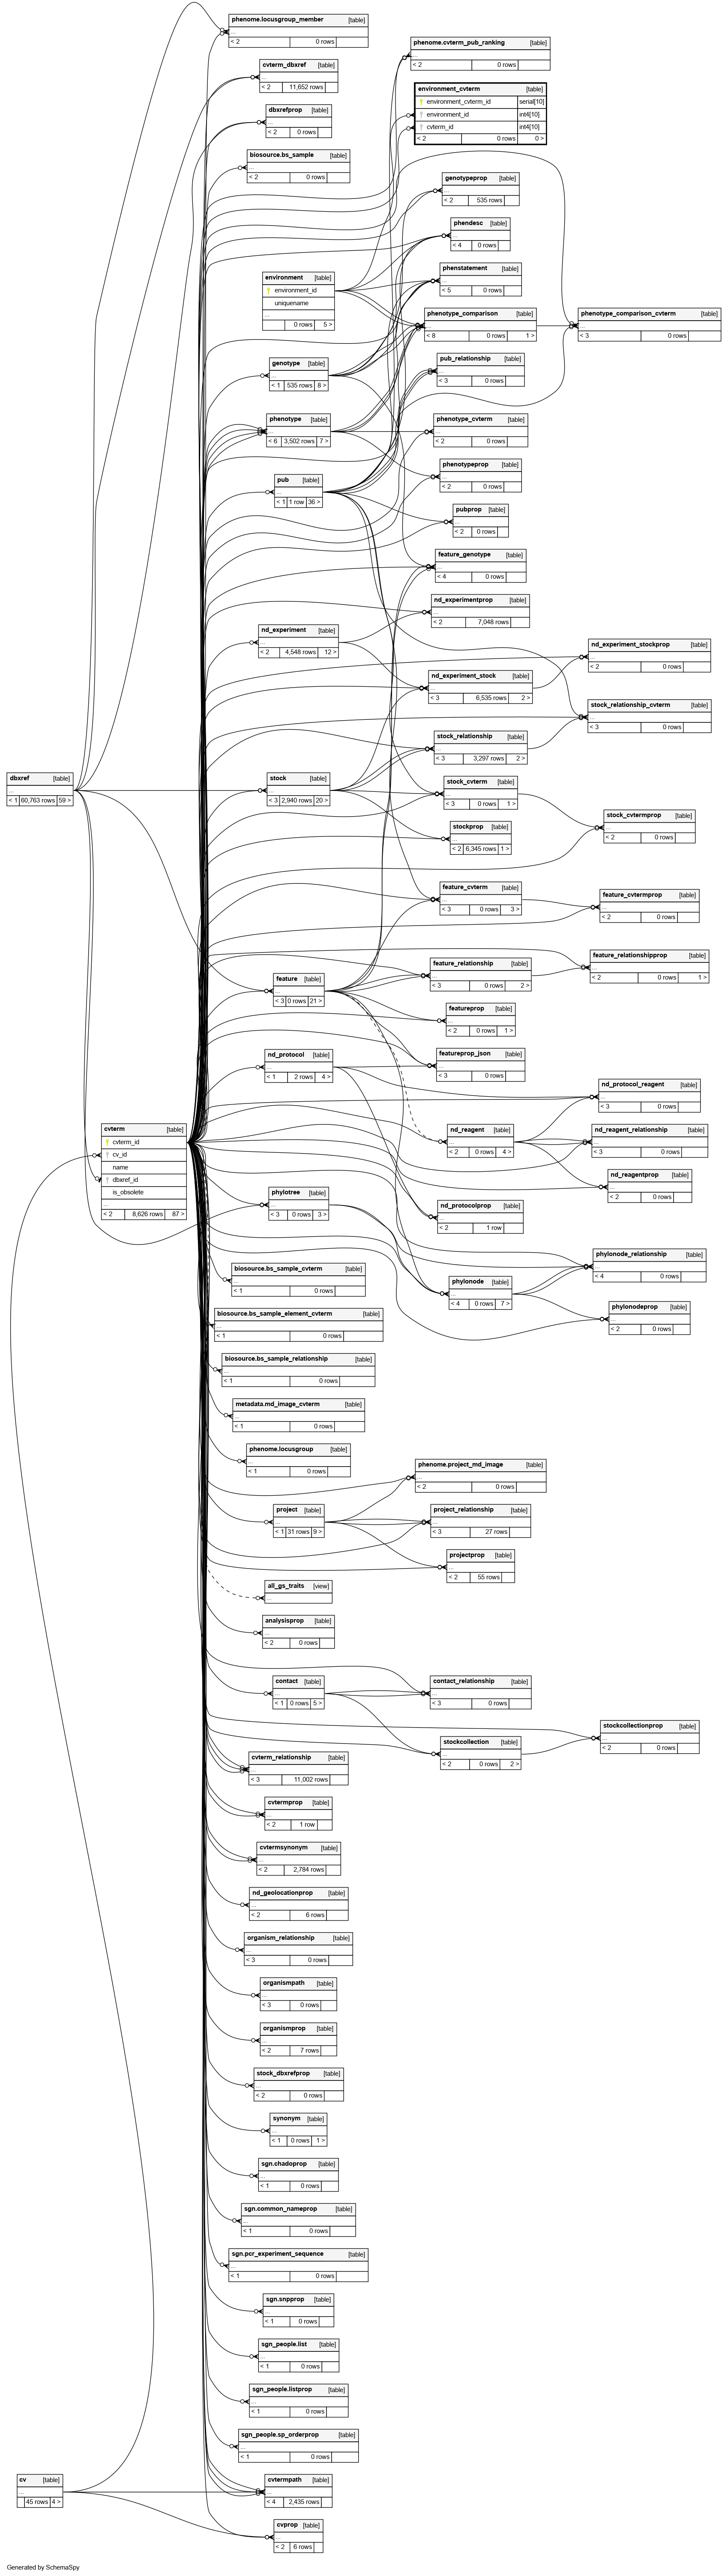 phenome.locusgroup_member [table]
...
< 2 0 rows
phenome.cvterm_pub_ranking [table]
...
< 2 0 rows
cvterm_dbxref [table]
...
< 2 11,652 rows
environment_cvterm [table]
environment_cvterm_id serial[10]
environment_id int4[10]
cvterm_id int4[10]
< 2 0 rows 0 >
dbxrefprop [table]
...
< 2 0 rows
biosource.bs_sample [table]
...
< 2 0 rows
genotypeprop [table]
...
< 2 535 rows
phendesc [table]
...
< 4 0 rows
environment [table]
environment_id
uniquename
...
0 rows 5 >
phenstatement [table]
...
< 5 0 rows
phenotype_comparison [table]
...
< 8 0 rows 1 >
phenotype_comparison_cvterm [table]
...
< 3 0 rows
genotype [table]
...
< 1 535 rows 8 >
pub_relationship [table]
...
< 3 0 rows
phenotype [table]
...
< 6 3,502 rows 7 >
phenotype_cvterm [table]
...
< 2 0 rows
phenotypeprop [table]
...
< 2 0 rows
pub [table]
...
< 1 1 row 36 >
pubprop [table]
...
< 2 0 rows
feature_genotype [table]
...
< 4 0 rows
nd_experimentprop [table]
...
< 2 7,048 rows
nd_experiment [table]
...
< 2 4,548 rows 12 >
nd_experiment_stockprop [table]
...
< 2 0 rows
nd_experiment_stock [table]
...
< 3 6,535 rows 2 >
stock_relationship_cvterm [table]
...
< 3 0 rows
stock_relationship [table]
...
< 3 3,297 rows 2 >
dbxref [table]
...
< 1 60,763 rows 59 >
stock [table]
...
< 3 2,940 rows 20 >
stock_cvterm [table]
...
< 3 0 rows 1 >
stock_cvtermprop [table]
...
< 2 0 rows
stockprop [table]
...
< 2 6,345 rows 1 >
feature_cvterm [table]
...
< 3 0 rows 3 >
feature_cvtermprop [table]
...
< 2 0 rows
feature_relationship [table]
...
< 3 0 rows 2 >
feature_relationshipprop [table]
...
< 2 0 rows 1 >
feature [table]
...
< 3 0 rows 21 >
featureprop [table]
...
< 2 0 rows 1 >
featureprop_json [table]
...
< 3 0 rows
nd_protocol [table]
...
< 1 2 rows 4 >
nd_protocol_reagent [table]
...
< 3 0 rows
cvterm [table]
cvterm_id
cv_id
name
dbxref_id
is_obsolete
...
< 2 8,626 rows 87 >
nd_reagent [table]
...
< 2 0 rows 4 >
nd_reagent_relationship [table]
...
< 3 0 rows
nd_reagentprop [table]
...
< 2 0 rows
phylotree [table]
...
< 3 0 rows 3 >
nd_protocolprop [table]
...
< 2 1 row
phylonode_relationship [table]
...
< 4 0 rows
biosource.bs_sample_cvterm [table]
...
< 1 0 rows
phylonode [table]
...
< 4 0 rows 7 >
phylonodeprop [table]
...
< 2 0 rows
biosource.bs_sample_element_cvterm [table]
...
< 1 0 rows
biosource.bs_sample_relationship [table]
...
< 1 0 rows
metadata.md_image_cvterm [table]
...
< 1 0 rows
phenome.locusgroup [table]
...
< 1 0 rows
phenome.project_md_image [table]
...
< 2 0 rows
project [table]
...
< 1 31 rows 9 >
project_relationship [table]
...
< 3 27 rows
projectprop [table]
...
< 2 55 rows
all_gs_traits [view]
...
analysisprop [table]
...
< 2 0 rows
contact [table]
...
< 1 0 rows 5 >
contact_relationship [table]
...
< 3 0 rows
stockcollectionprop [table]
...
< 2 0 rows
stockcollection [table]
...
< 2 0 rows 2 >
cvterm_relationship [table]
...
< 3 11,002 rows
cvtermprop [table]
...
< 2 1 row
cvtermsynonym [table]
...
< 2 2,784 rows
nd_geolocationprop [table]
...
< 2 6 rows
organism_relationship [table]
...
< 3 0 rows
organismpath [table]
...
< 3 0 rows
organismprop [table]
...
< 2 7 rows
stock_dbxrefprop [table]
...
< 2 0 rows
synonym [table]
...
< 1 0 rows 1 >
sgn.chadoprop [table]
...
< 1 0 rows
sgn.common_nameprop [table]
...
< 1 0 rows
sgn.pcr_experiment_sequence [table]
...
< 1 0 rows
sgn.snpprop [table]
...
< 1 0 rows
sgn_people.list [table]
...
< 1 0 rows
sgn_people.listprop [table]
...
< 1 0 rows
sgn_people.sp_orderprop [table]
...
< 1 0 rows
cv [table]
...
45 rows 4 >
cvtermpath [table]
...
< 4 2,435 rows
cvprop [table]
...
< 2 6 rows
Generated by SchemaSpy